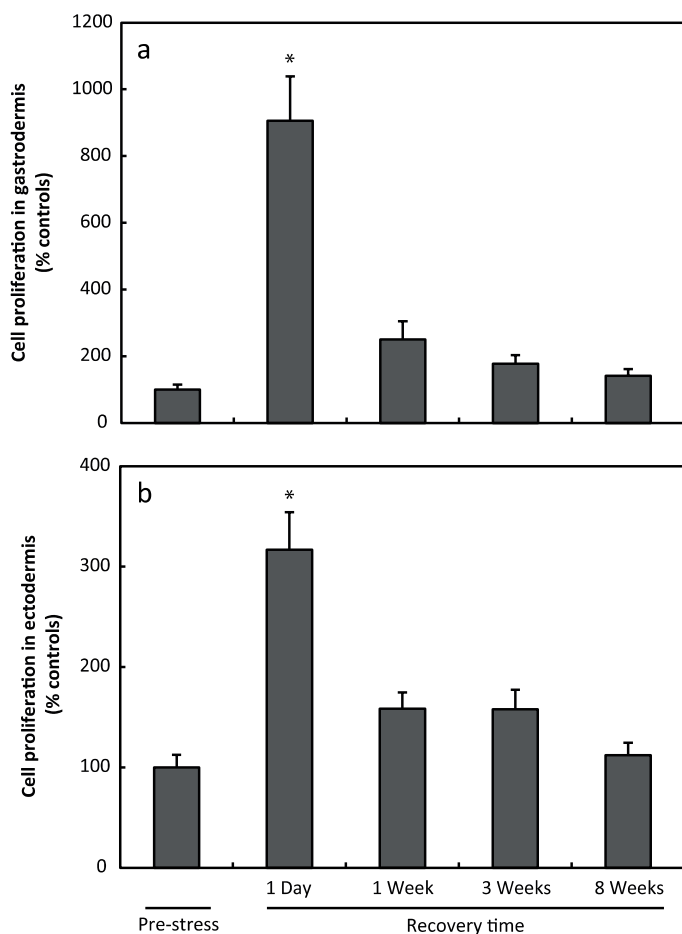 a
*
1200
1000
800
600
400
200
0
Cell proliferation in gastrodermis
(% controls)
b
*
400
300
200
100
0
Cell proliferation in ectodermis
(% controls)
1 Day 1 Week 3 Weeks 8 Weeks
Pre-stress Recovery time